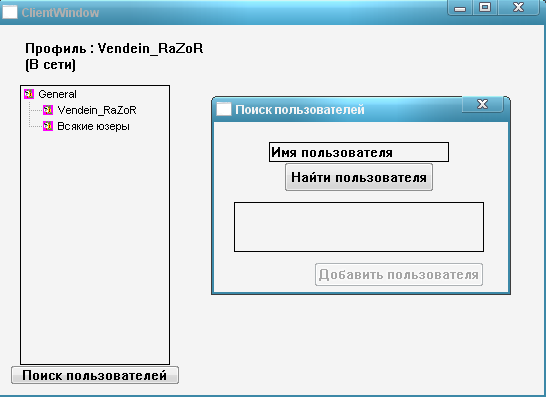 ClientWindow
Профиль : Vendein_RaZoR
(В сети)
General
Vendein_RaZoR
Всякие юзеры
Поиск пользователей
Имя пользователя
Найти пользователя
Добавить пользователя
Поиск пользователей